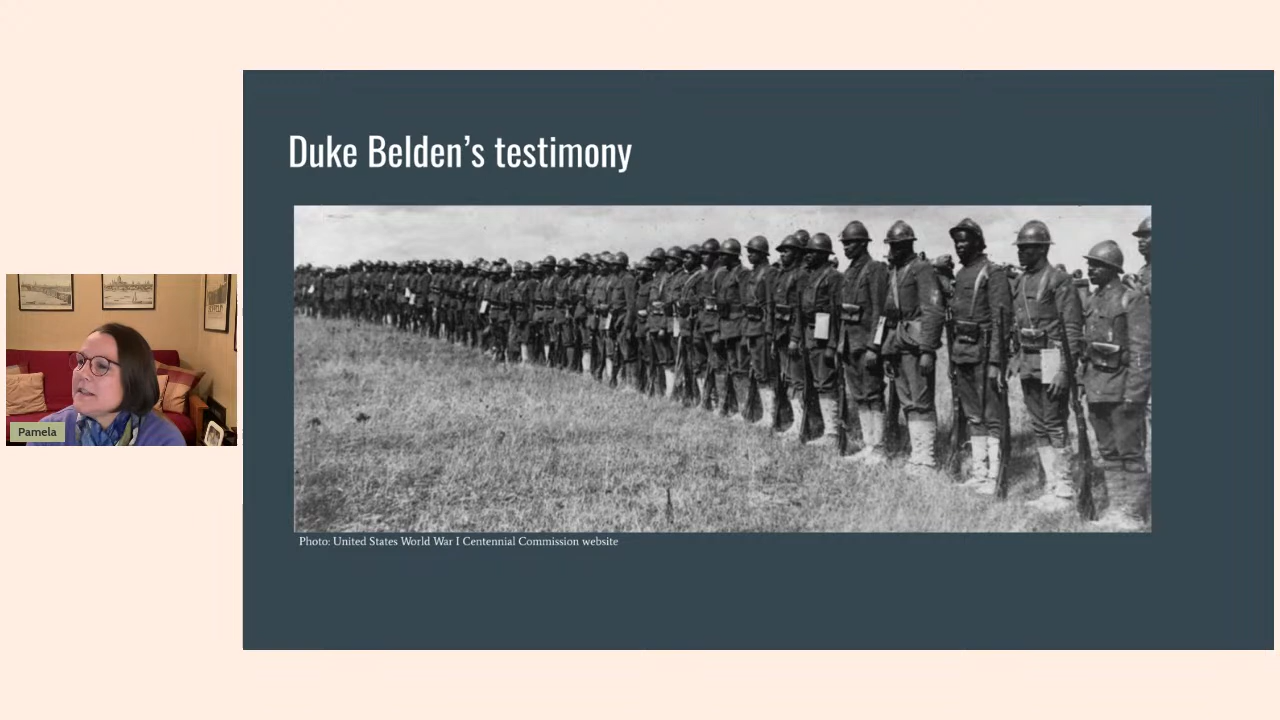 Duke Belden's testimony
Pamela
Photo: United States World War I Centennial Commission website